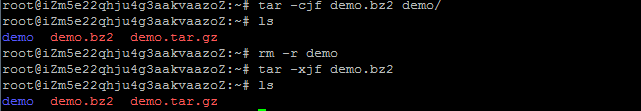 root@iZm5e22qhju4g3aakvaazoZ:~# tar -cjf demo.bz2 demo/
root@iZm5e22qhju4g3aakvaazoZ:~# ls
demo  demo.bz2  demo.tar.gz
root@iZm5e22qhju4g3aakvaazoZ:~# rm -r demo
root@iZm5e22qhju4g3aakvaazoZ:~# tar -xjf demo.bz2
root@iZm5e22qhju4g3aakvaazoZ:~# ls
demo  demo.bz2  demo.tar.gz